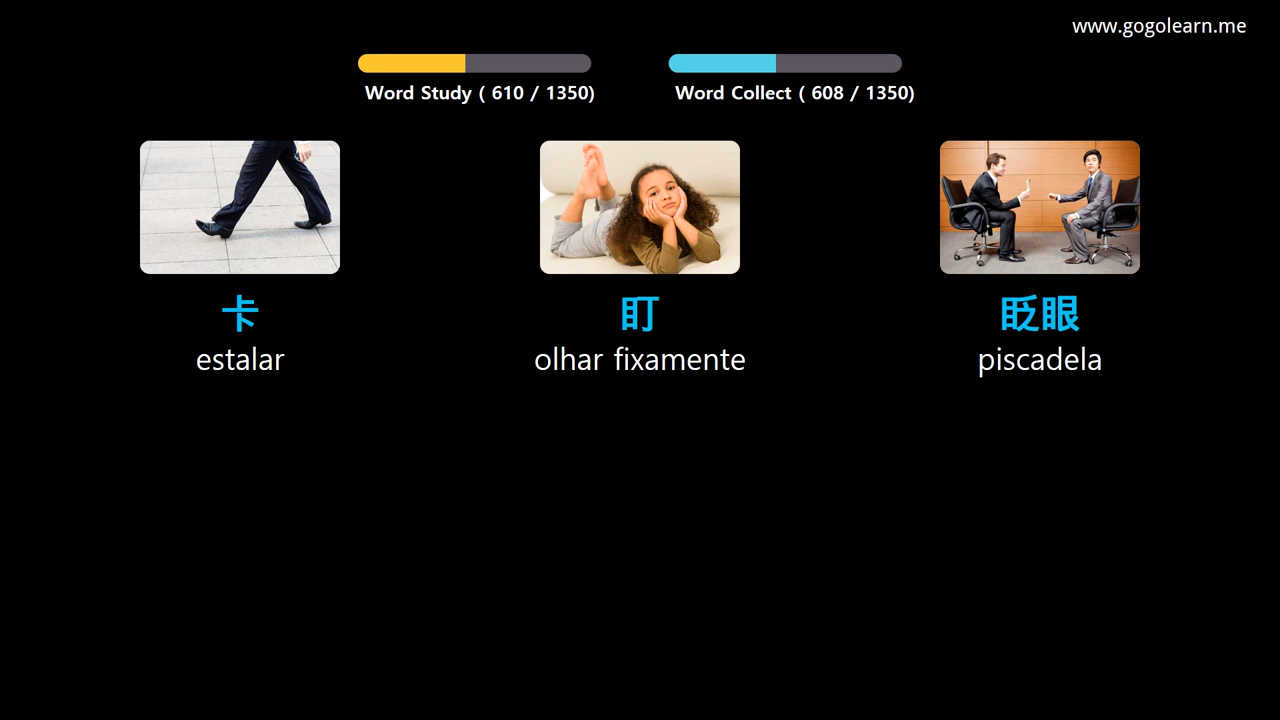 www.gogolearn.me
Word Study ( 610 / 1350)
Word Collect ( 608 / 1350)
卡
estalar
盯
olhar fixamente
眨眼
piscadela